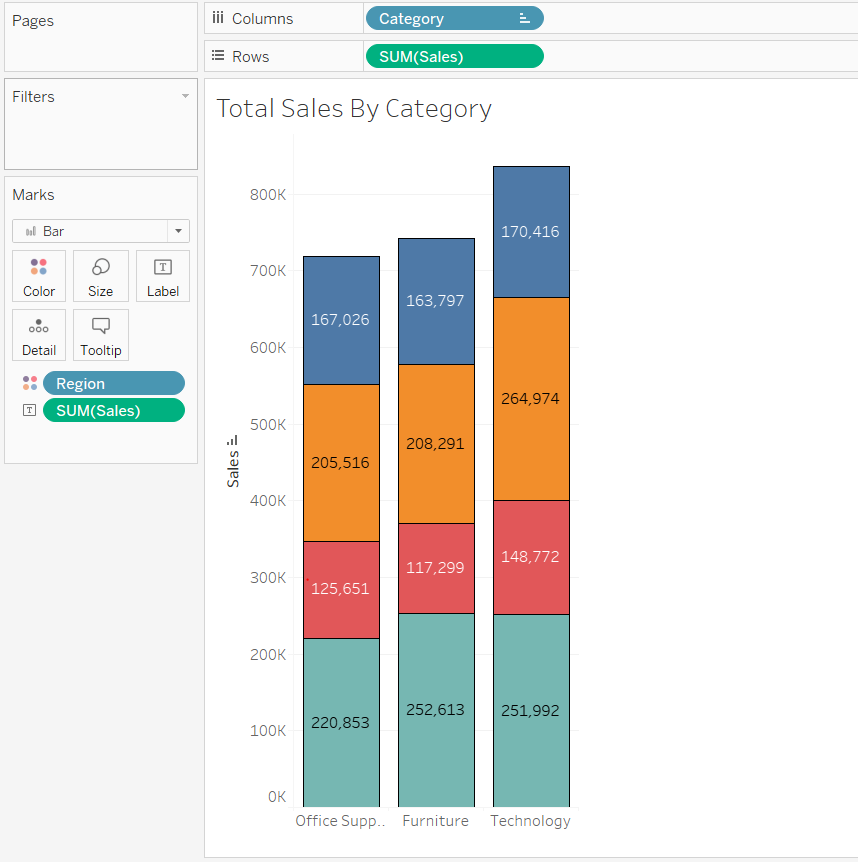 Pages
Columns
Category
Rows
SUM(Sales)
Filters
Marks
Bar
Color
Size
Label
Detail
Tooltip
Region
T
SUM(Sales)
Total Sales By Category
800K
700K
600K
500K
400K
300K
200K
100K
0K
Sales
170,416
167,026
163,797
264,974
205,516
208,291
148,772
125,651
117,299
220,853
252,613
251,992
Office Supp..
Furniture
Technology